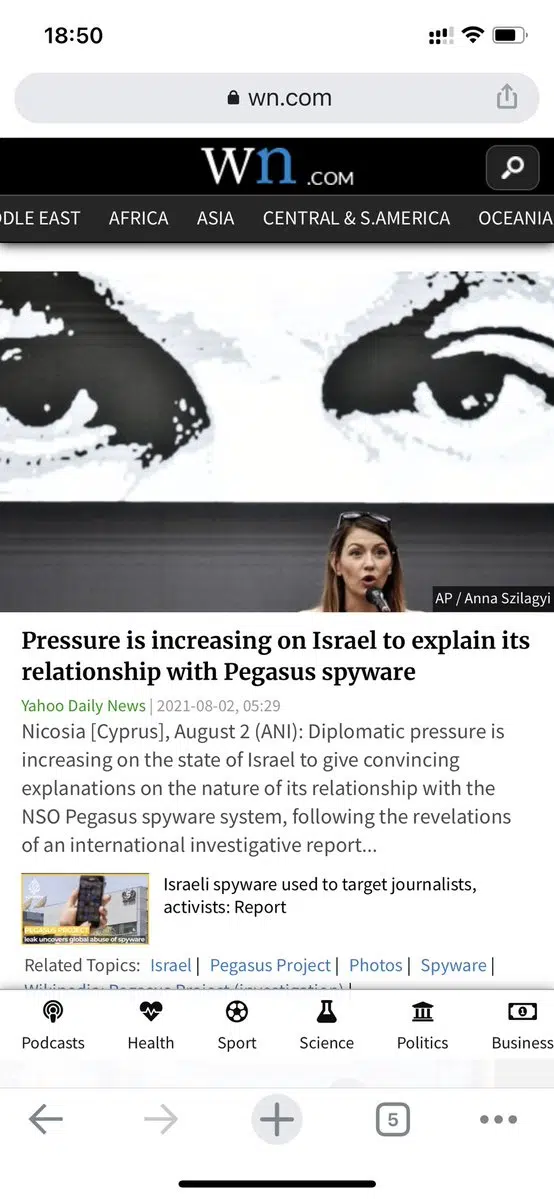 18:50
wn.com
wn .COM
DDLE EAST AFRICA ASIA CENTRAL & S.AMERICA OCEANIA
AP / Anna Szilagyi
Pressure is increasing on Israel to explain its
relationship with Pegasus spyware
Yahoo Daily News | 2021-08-02, 05:29
Nicosia [Cyprus], August 2 (ANI): Diplomatic pressure is
increasing on the state of Israel to give convincing
explanations on the nature of its relationship with the
NSO Pegasus spyware system, following the revelations
of an international investigative report...
Israeli spyware used to target journalists,
activists: Report
PEGASUS PROJECT
leak uncovers global abuse of spyware
Related Topics: Israel | Pegasus Project | Photos | Spyware |
Wikipedia: Pegasus Project (investigation) |
Podcasts Health Sport Science Politics Business
5